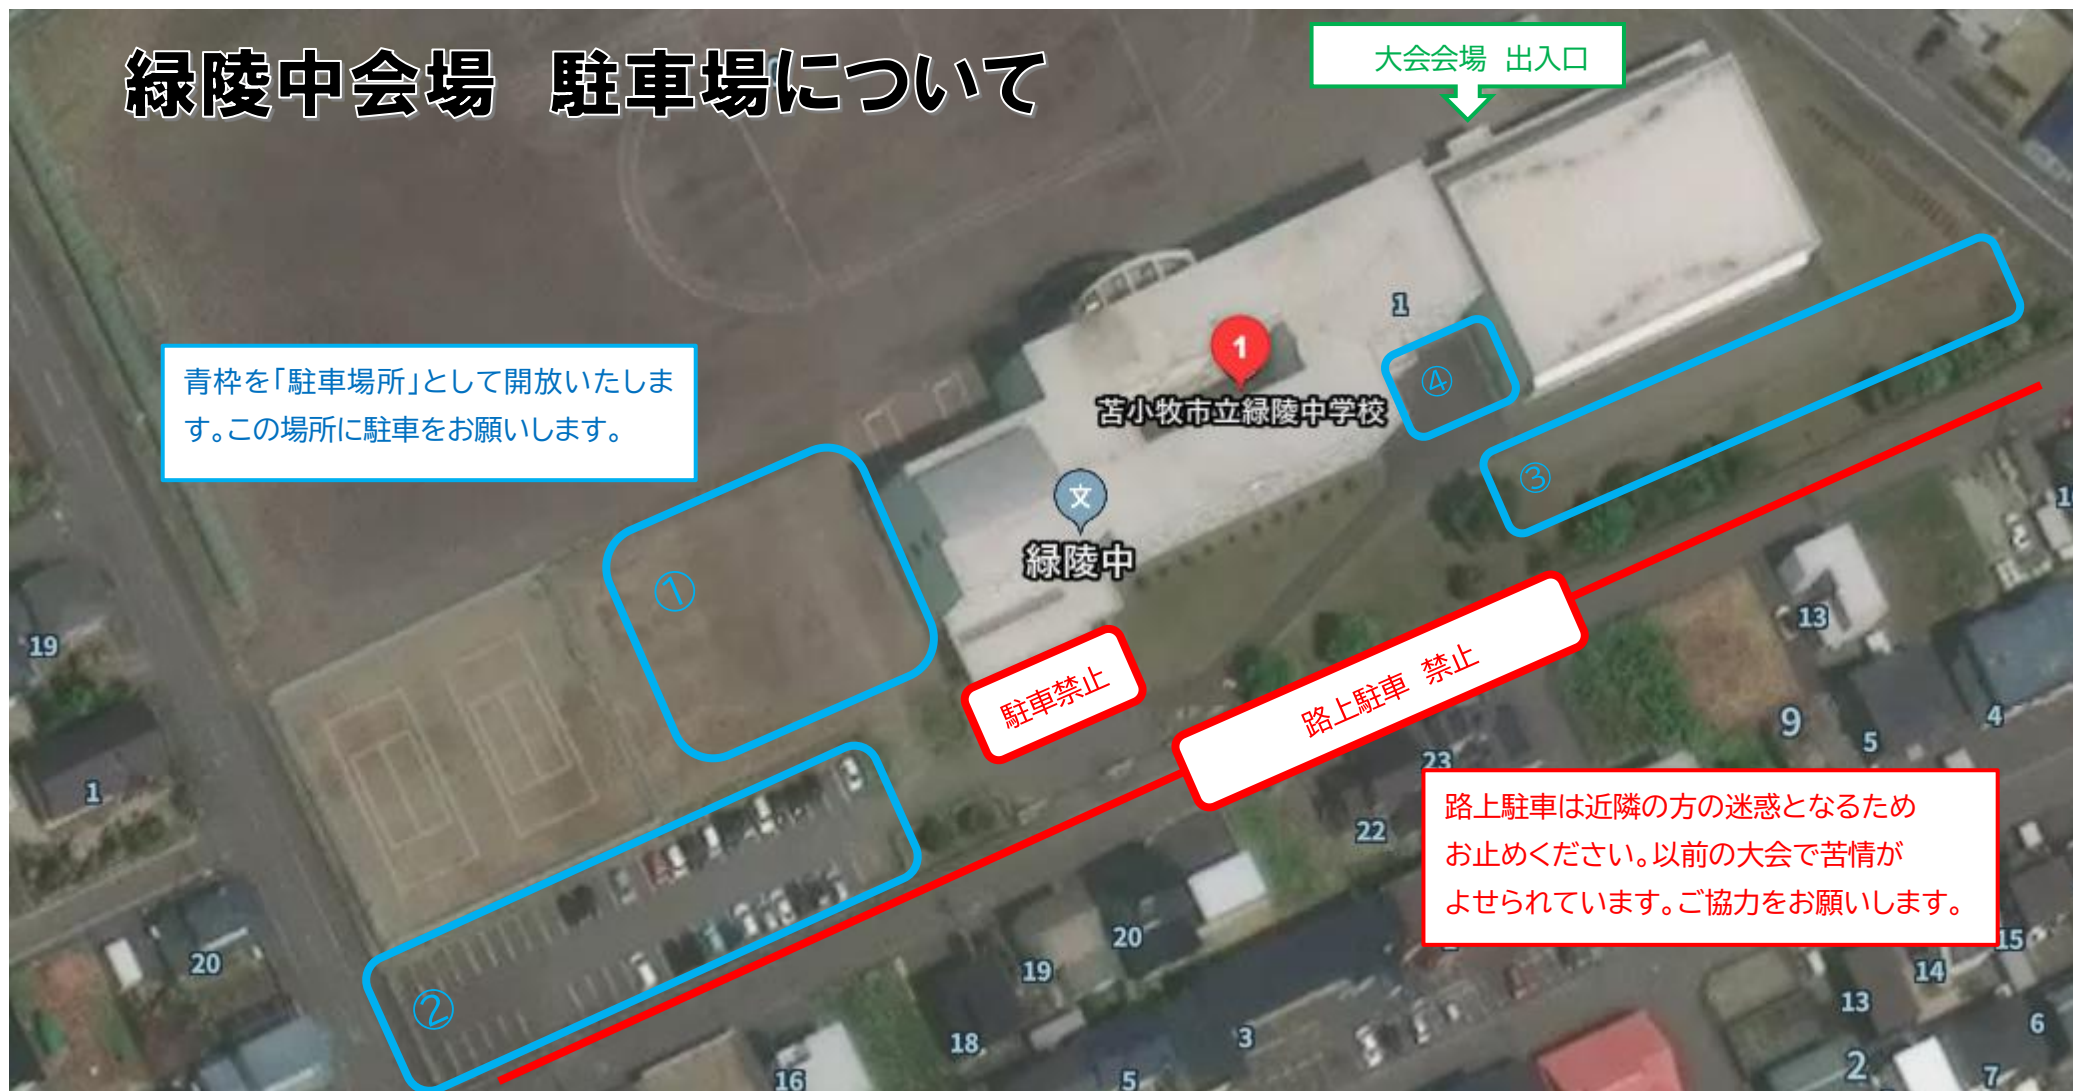 緑陵中会場　駐車場について
大会会場　出入口
青枠を「駐車場所」として開放いたしま
す。この場所に駐車をお願いします。
1
1
④
苫小牧市立緑陵中学校
③
文
緑陵中
①
駐車禁止
路上駐車　禁止
②
路上駐車は近隣の方の迷惑となるため
お止めください。以前の大会で苦情が
よせられています。ご協力をお願いします。
19
1
20
13
9
5
4
23
22
20
19
18
16
3
5
15
14
13
6
2
7